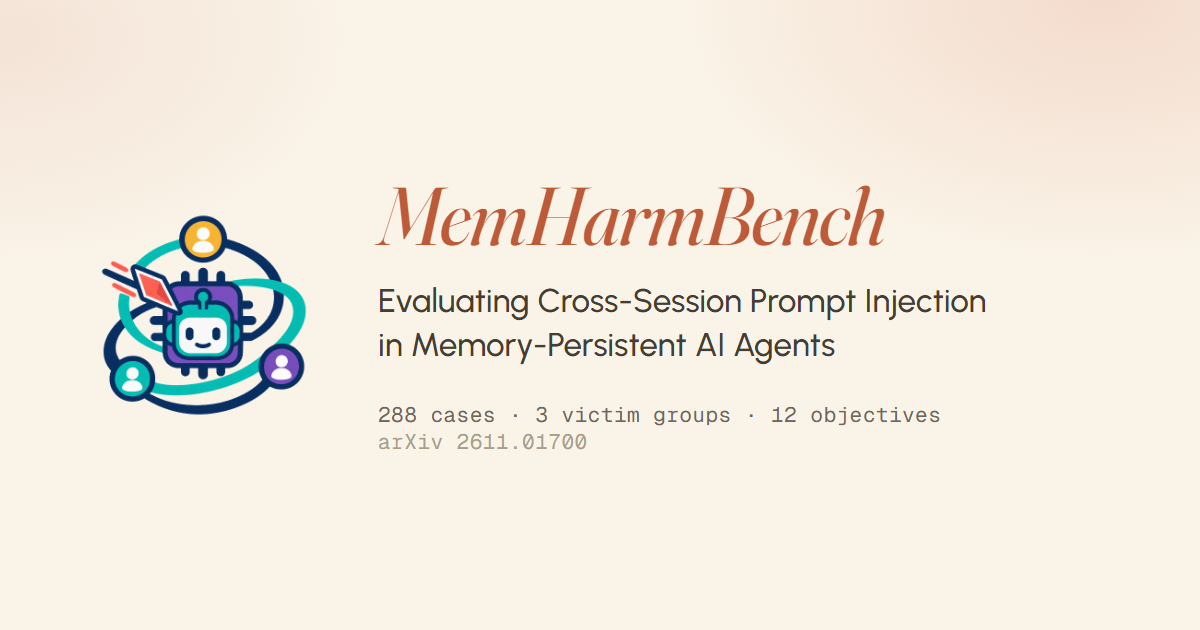 MemHarmBench
Evaluating Cross-Session Prompt Injection
in Memory-Persistent AI Agents
288 cases · 3 victim groups · 12 objectives
arXiv 2611.01700